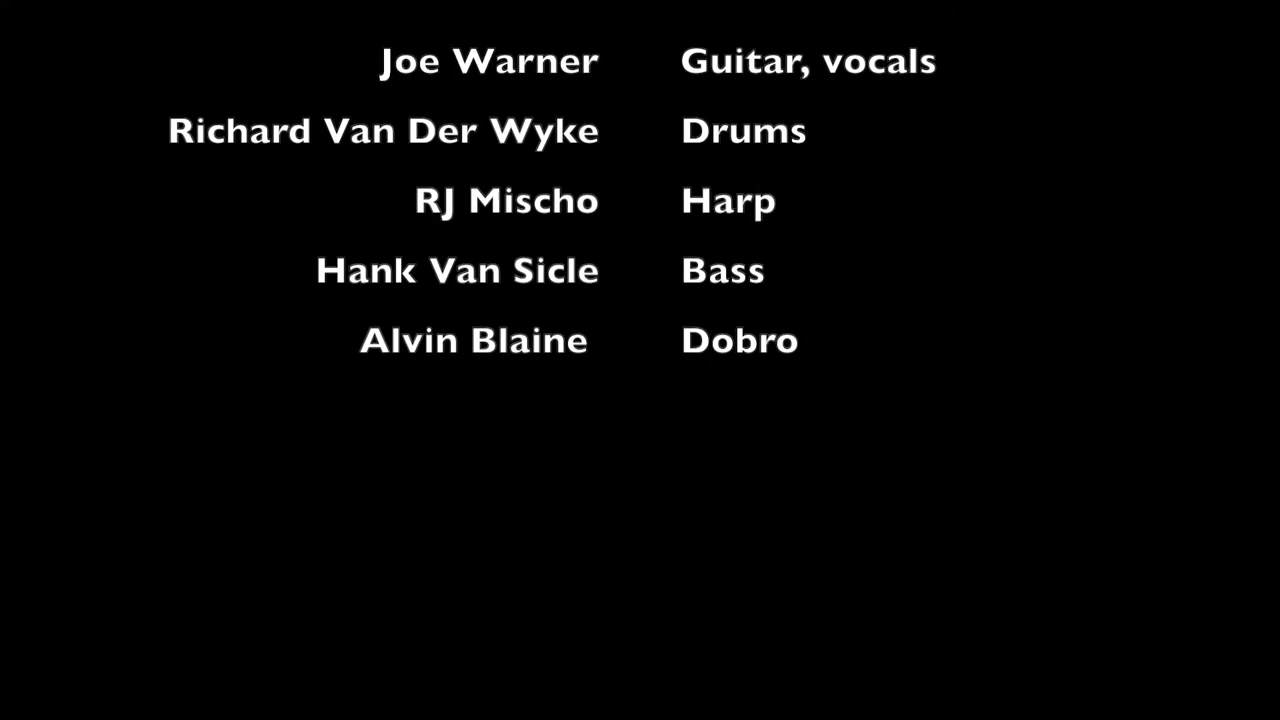 Joe Warner Guitar, vocals
Richard Van Der Wyke Drums
RJ Mischo Harp
Hank Van Sicle Bass
Alvin Blaine Dobro